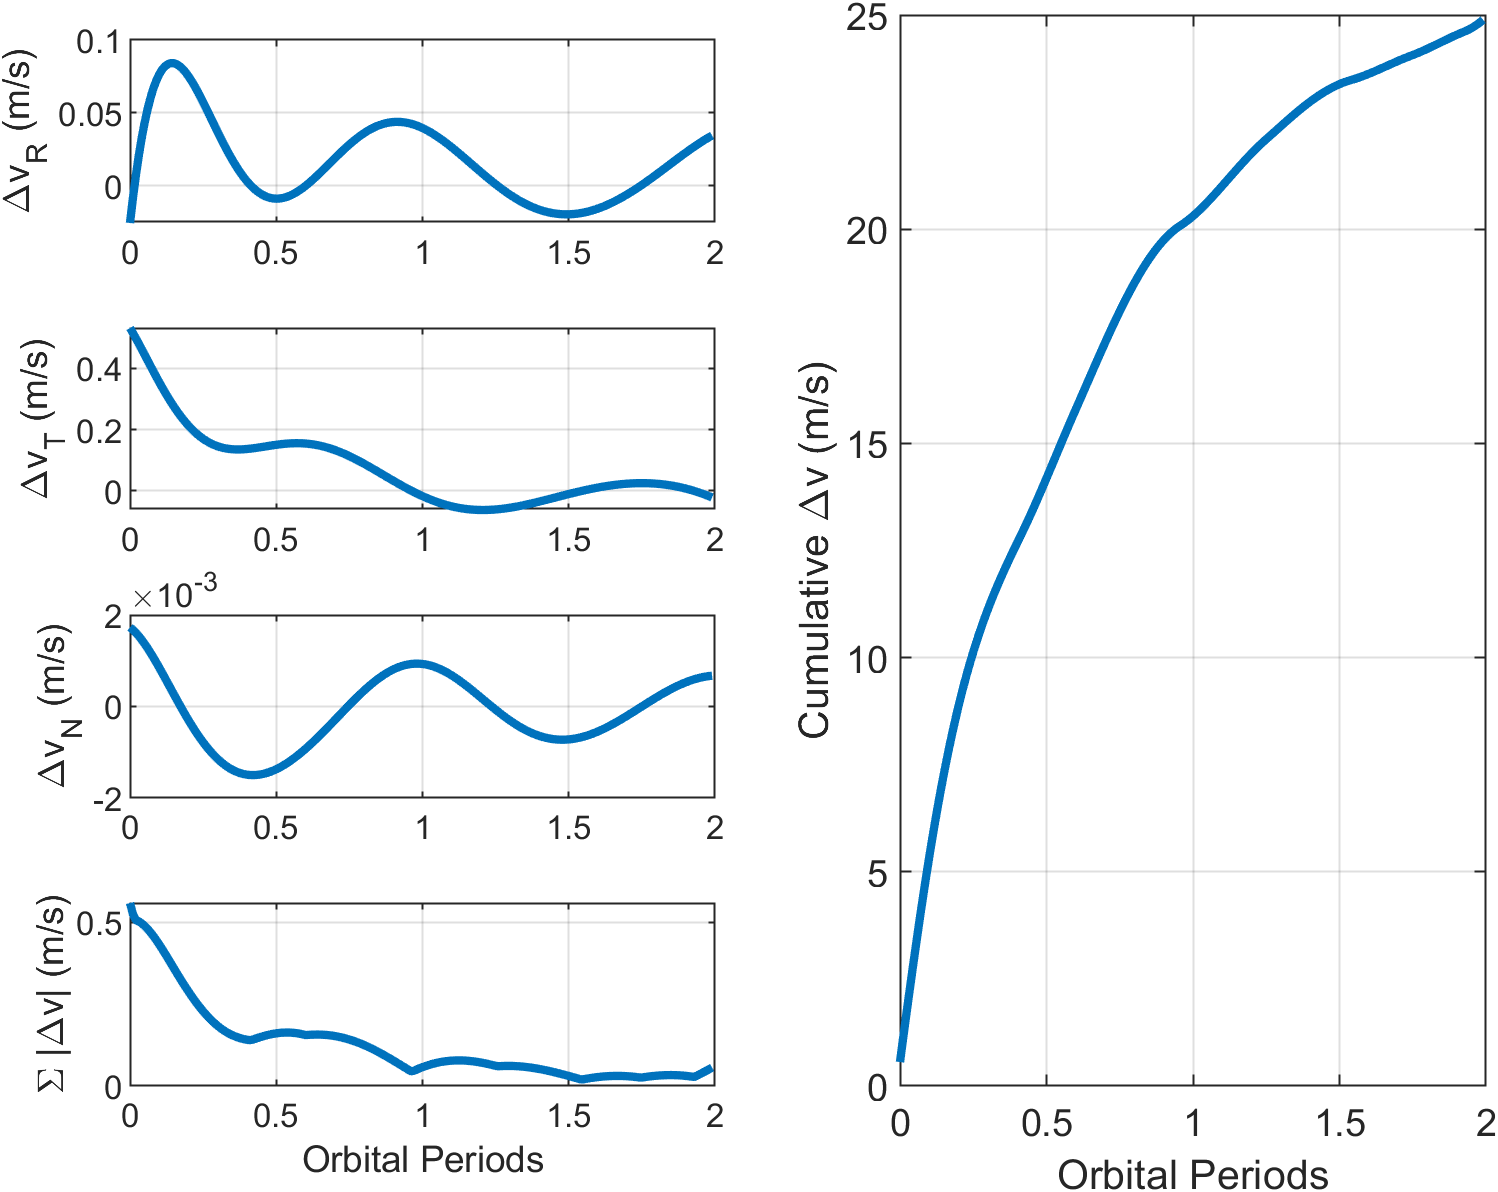 Δv_R (m/s)
0.1
0.05
0
0 0.5 1 1.5 2
Δv_T (m/s)
0.4
0.2
0
0 0.5 1 1.5 2
×10^-3
Δv_N (m/s)
2
0
-2
0 0.5 1 1.5 2
Σ |Δv| (m/s)
0.5
0
0 0.5 1 1.5 2
Orbital Periods
Cumulative Δv (m/s)
25
20
15
10
5
0
0 0.5 1 1.5 2
Orbital Periods